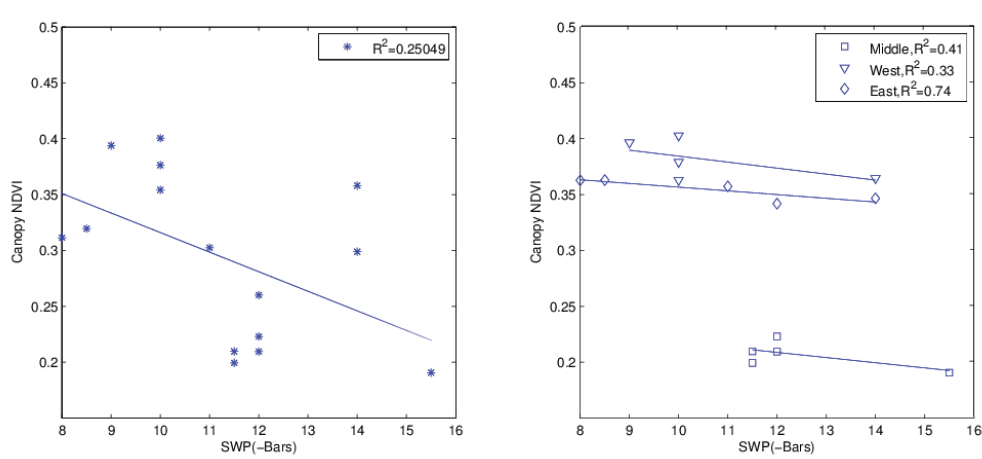 R2=0.25049
0.5
0.45
0.4
0.35
0.3
0.25
0.2
Canopy NDVI
8 9 10 11 12 13 14 15 16
SWP(−Bars)
Middle,R2=0.41
West,R2=0.33
East,R2=0.74
0.5
0.45
0.4
0.35
0.3
0.25
0.2
Canopy NDVI
8 9 10 11 12 13 14 15 16
SWP(−Bars)